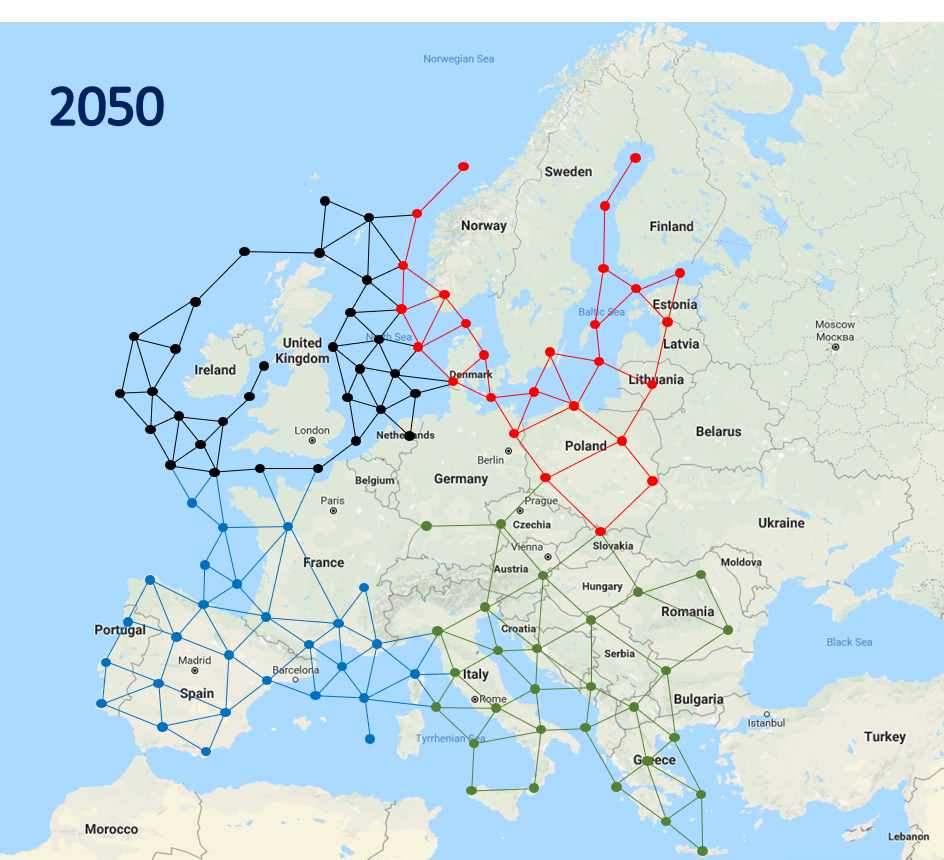 Norwegian Sea
2050
Sweden
Norway
Finland
Estonia
Baltic Sea
North Sea
Moscow
Москва
United
Kingdom
Latvia
Ireland
Denmark
Lithuania
London
Netherlands
Poland
Belarus
Berlin
Belgium
Germany
Paris
Prague
Czechia
Ukraine
Vienna
Slovakia
France
Austria
Moldova
Hungary
Romania
Portugal
Croatia
Black Sea
Serbia
Madrid
Barcelona
Italy
Spain
Rome
Bulgaria
Istanbul
Tyrrhenian Sea
Turkey
Greece
Morocco
Lebanon